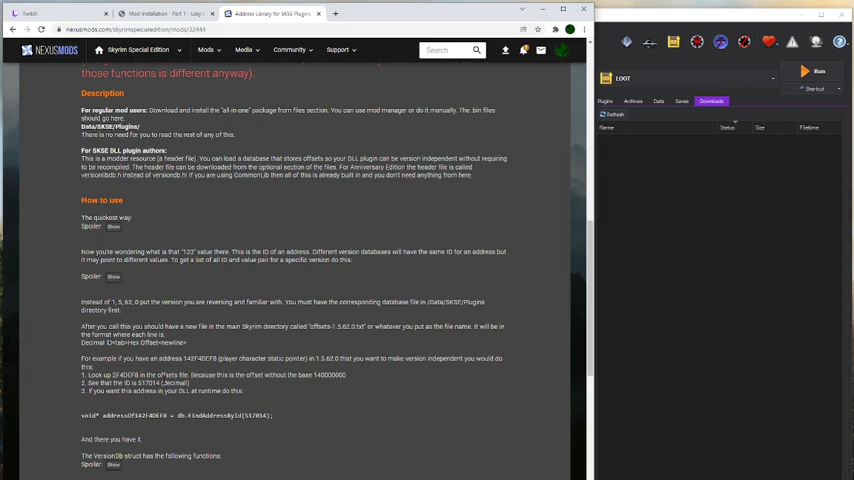 Twitch
Mod Installation - Part 1 - Lexy's
Address Library for SKSE Plugins
nexusmods.com/skyrimspecialedition/mods/32444
NEXUSMODS
Skyrim Special Edition
Mods
Media
Community
Support
Search
those functions is different anyway).
Description
For regular mod users: Download and install the "all-in-one" package from files section. You can use mod manager or do it manually. The .bin files
should go here:
Data/SKSE/Plugins/
There is no need for you to read the rest of any of this.
For SKSE DLL plugin authors:
This is a modder resource (a header file). You can load a database that stores offsets so your DLL plugin can be version independent without requiring
to be recompiled. The header file can be downloaded from the optional section of the files. For Anniversary Edition the header file is called
versionlibdb.h instead of versiondb.h! If you are using CommonLib then all of this is already built in and you don't need anything from here.
How to use
The quickest way:
Spoiler: Show
Now you're wondering what is that "123" value there. This is the ID of an address. Different version databases will have the same ID for an address but
it may point to different values. To get a list of all ID and value pair for a specific version do this:
Spoiler: Show
Instead of 1, 5, 62, 0 put the version you are reversing and familiar with. You must have the corresponding database file in /Data/SKSE/Plugins
directory first.
After you call this you should have a new file in the main Skyrim directory called "offsets-1.5.62.0.txt" or whatever you put as the file name. It will be in
the format where each line is:
Decimal ID<tab>Hex Offset<newline>
For example if you have an address 142F4DEF8 (player character static pointer) in 1.5.62.0 that you want to make version independent you would do
this:
1. Look up 2F4DEF8 in the offsets file. Because this is the offset without the base 140000000
2. See that the ID is 517014 (decimal)
3. If you want this address in your DLL at runtime do this:
void* addressOf142F4DEF8 = db.FindAddressById(517014);
And there you have it.
The VersionDb struct has the following functions:
Spoiler: Show
LOOT
Run
Shortcut
Plugins
Archives
Data
Saves
Downloads
Refresh
Name
Status
Size
Filetime